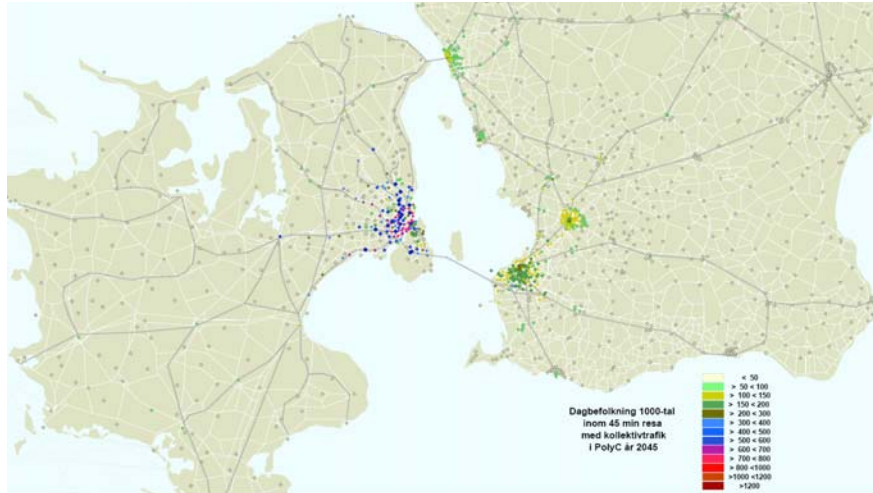 Dagbefolkning 1000-tal
inom 45 min resa
med kollektivtrafik
i PolyC år 2045
< 50
> 50 < 100
> 100 < 150
> 150 < 200
> 200 < 300
> 300 < 400
> 400 < 500
> 500 < 600
> 600 < 700
> 700 < 800
> 800 <1000
>1000 <1200
>1200